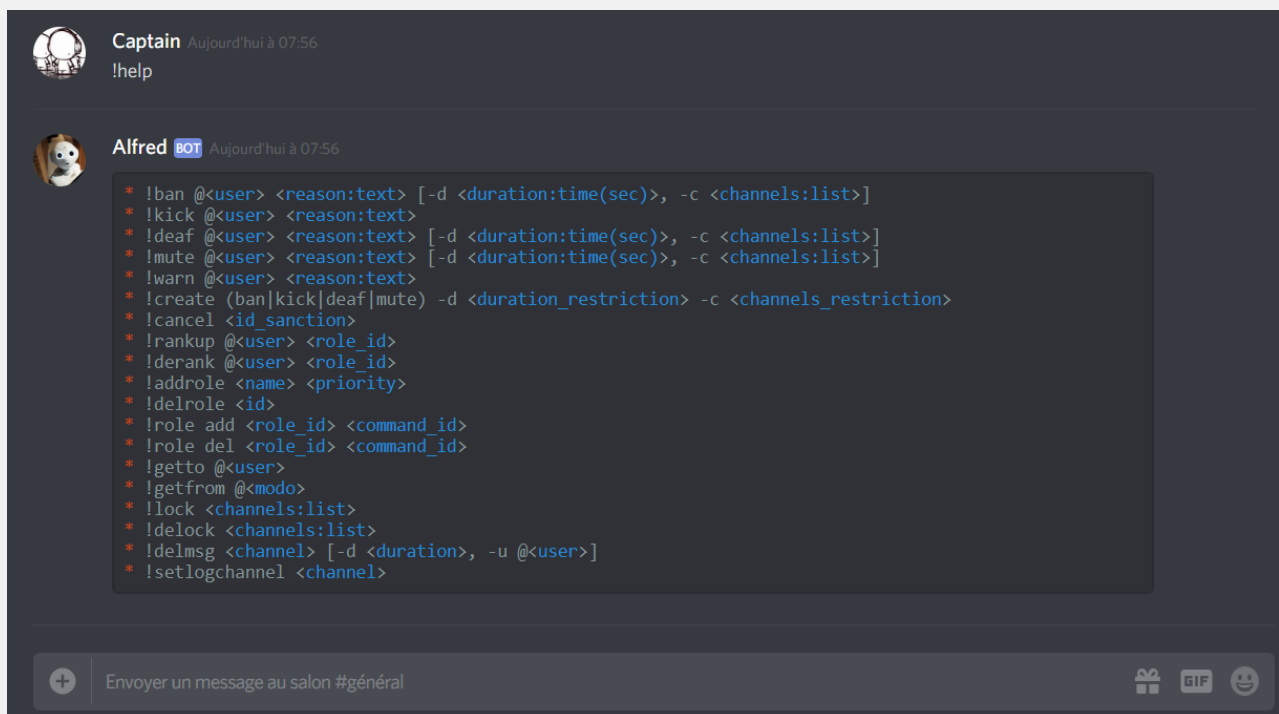 Captain Aujourd'hui à 07:56
!help
Alfred BOT Aujourd'hui à 07:56
* !ban @<user> <reason:text> [-d <duration:time(sec)>, -c <channels:list>]
* !kick @<user> <reason:text>
* !deaf @<user> <reason:text> [-d <duration:time(sec)>, -c <channels:list>]
* !mute @<user> <reason:text> [-d <duration:time(sec)>, -c <channels:list>]
* !warn @<user> <reason:text>
* !create (ban|kick|deaf|mute) -d <duration_restriction> -c <channels_restriction>
* !cancel <id_sanction>
* !rankup @<user> <role_id>
* !derank @<user> <role_id>
* !addrole <name> <priority>
* !delrole <id>
* !role add <role_id> <command_id>
* !role del <role_id> <command_id>
* !getto @<user>
* !getfrom @<modo>
* !lock <channels:list>
* !delock <channels:list>
* !delmsg <channel> [-d <duration>, -u @<user>]
* !setlogchannel <channel>
Envoyer un message au salon #général
GIF